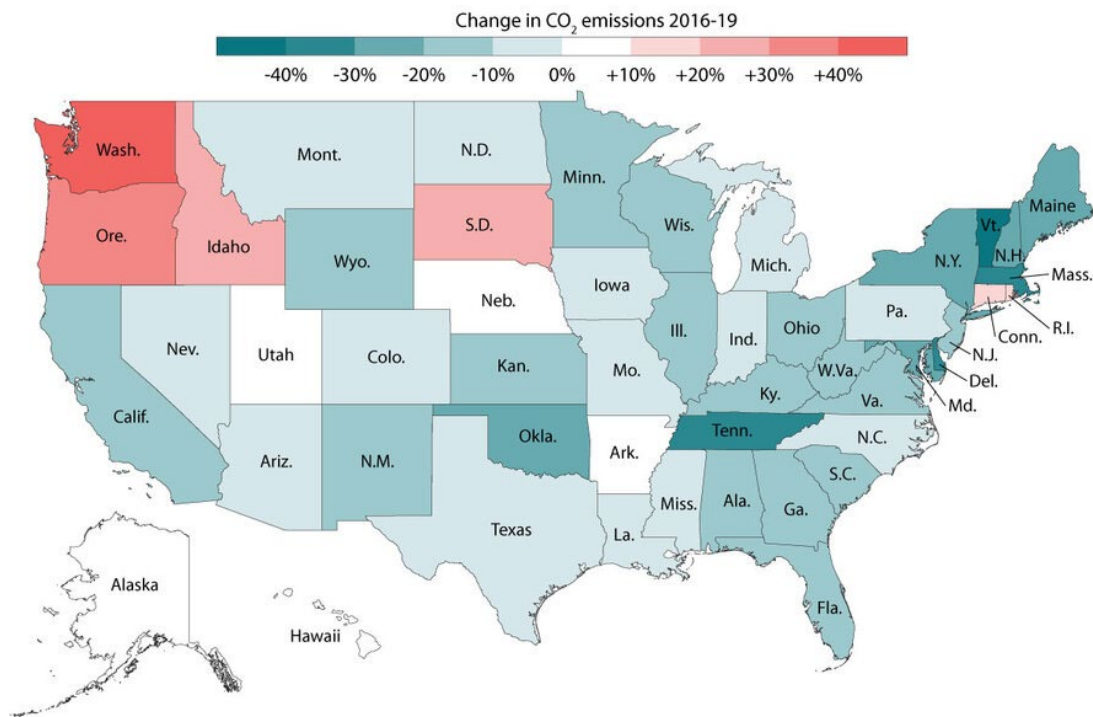 Change in CO₂ emissions 2016-19
-40% -30% -20% -10% 0% +10% +20% +30% +40%
Wash.
Mont.
N.D.
Minn.
Ore.
Idaho
S.D.
Wis.
Vt.
Maine
N.H.
N.Y.
Mich.
Mass.
Wyo.
Iowa
Neb.
Pa.
R.I.
Conn.
Nev.
Utah
Colo.
Ill.
Ind.
Ohio
N.J.
Kan.
Mo.
W.Va.
Del.
Calif.
Ky.
Va.
Md.
Okla.
Tenn.
N.C.
Ariz.
N.M.
Ark.
S.C.
Miss.
Ala.
Ga.
Texas
La.
Alaska
Fla.
Hawaii